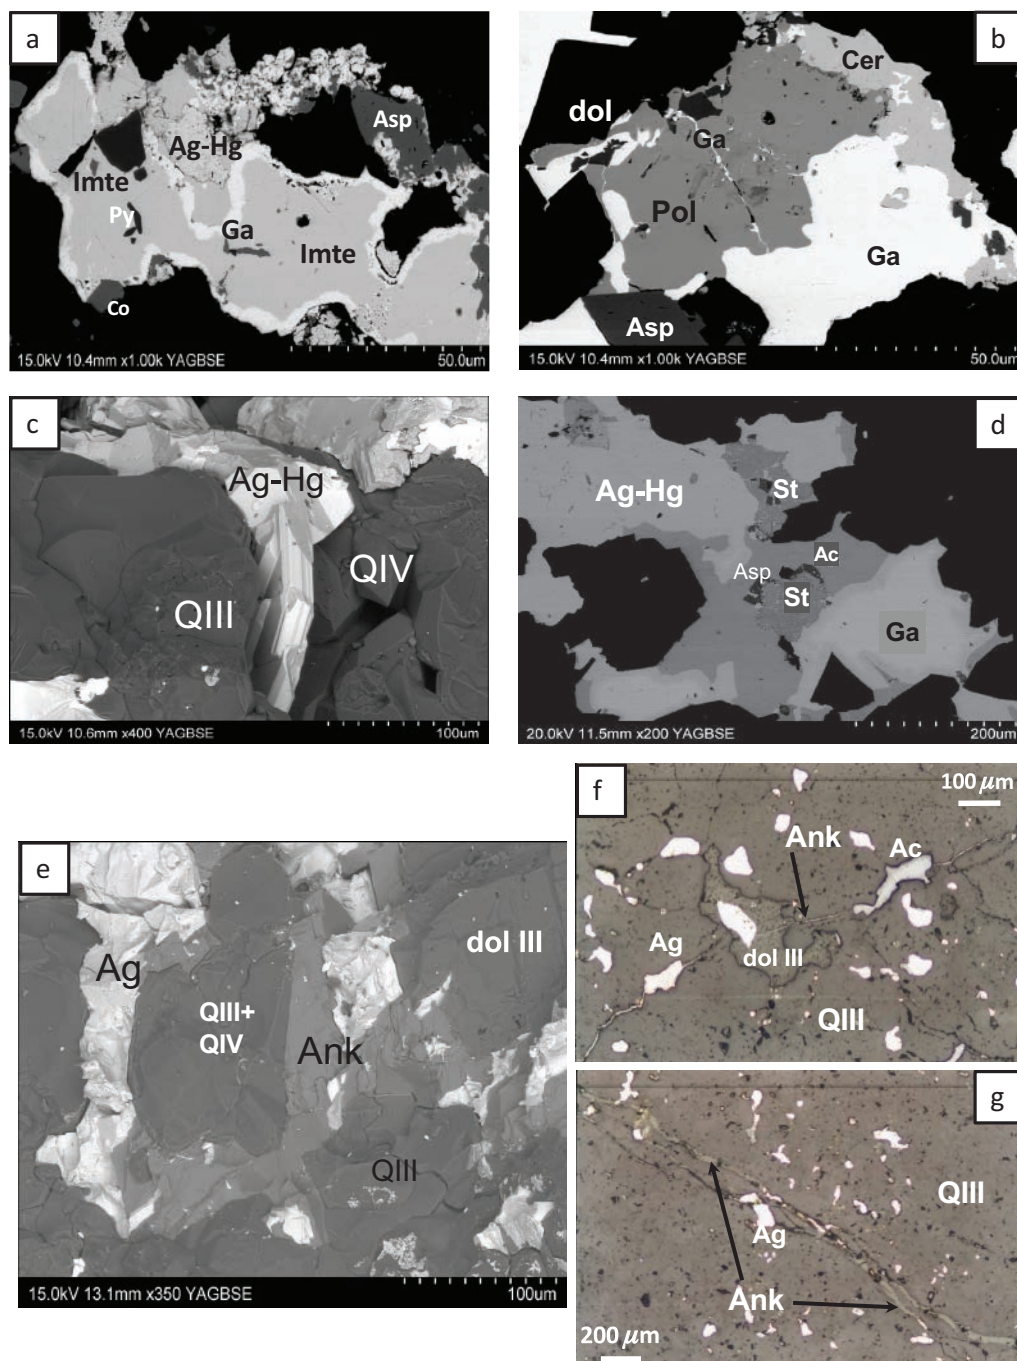 a
Asp
Ag-Hg
Imte
Py
Ga
Imte
Co
15.0kV 10.4mm x1.00k YAGBSE 50.0um
b
Cer
dol
Ga
Pol
Ga
Asp
15.0kV 10.4mm x1.00k YAGBSE 50.0um
c
Ag-Hg
QIV
QIII
15.0kV 10.6mm x400 YAGBSE 100um
d
Ag-Hg
St
Ac
Asp
St
Ga
20.0kV 11.5mm x200 YAGBSE 200um
e
dol III
Ag
QIII+
QIV
Ank
QIII
15.0kV 13.1mm x350 YAGBSE 100um
f
100 μm
Ank
Ac
Ag
dol III
QIII
g
QIII
Ag
Ank
200 μm